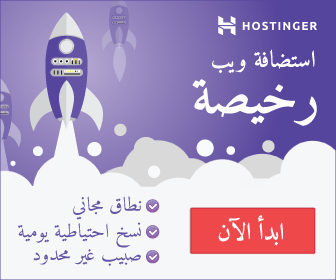 HOSTINGER
استضافة ويب
رخيصة
نطاق مجاني
نسخ احتياطية يومية
صبيب غير محدود
ابدأ الآن